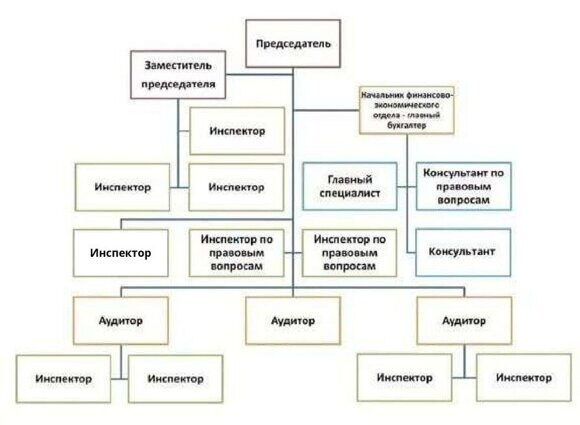 Председатель
Заместитель
председателя
Начальник финансово-
экономического
отдела - главный
бухгалтер
Инспектор
Инспектор
Инспектор
Главный
специалист
Консультант по
правовым
вопросам
Инспектор
Инспектор по
правовым
вопросам
Инспектор по
правовым
вопросам
Консультант
Аудитор
Аудитор
Аудитор
Инспектор
Инспектор
Инспектор
Инспектор